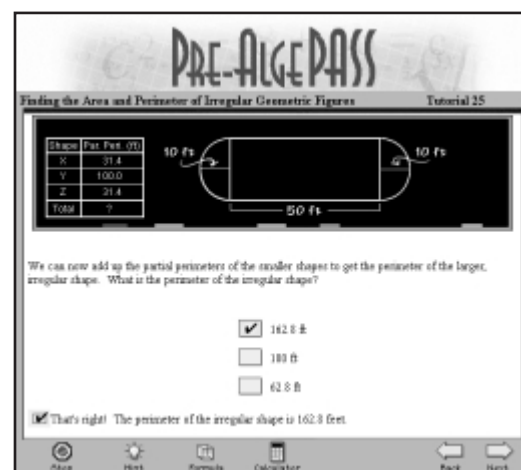 PRE-ALGEPASS
Finding the Area and Perimeter of Irregular Geometric Figures Tutorial 25
Shape Par. Peri. (ft)
X 31.4
Y 100.0
Z 31.4
Total ?
10 ft
10 ft
50 ft
We can now add up the partial perimeters of the smaller shapes to get the perimeter of the larger,
irregular shape. What is the perimeter of the irregular shape?
162.8 ft
100 ft
62.8 ft
That's right! The perimeter of the irregular shape is 162.8 feet.
Stop Hint Formula Calculator Back Next